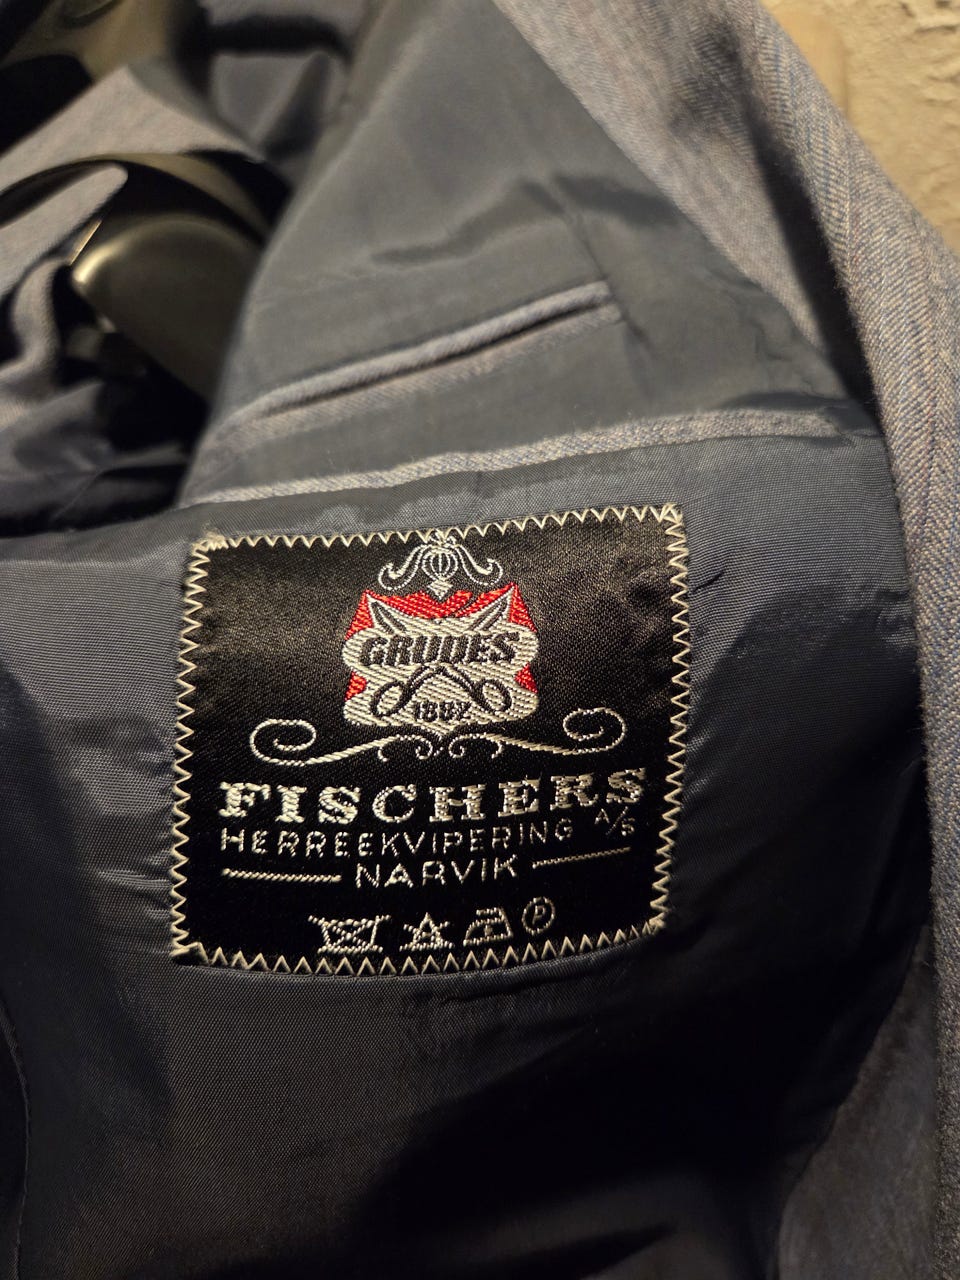 GRUDES
1882
FISCHERS
HERREEKVIPERING A/S
NARVIK
P